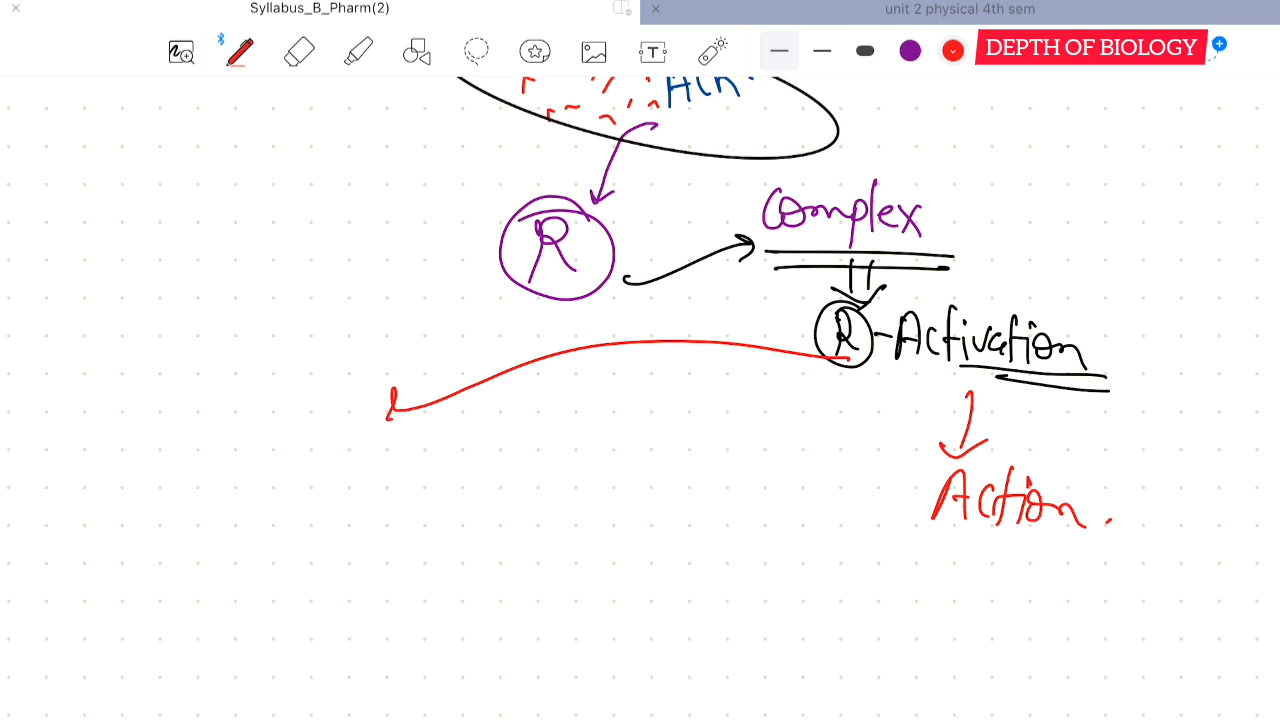 Syllabus_B_Pharm(2)
unit 2 physical 4th sem
T
DEPTH OF BIOLOGY
R
Complex
R-Activation
Action.